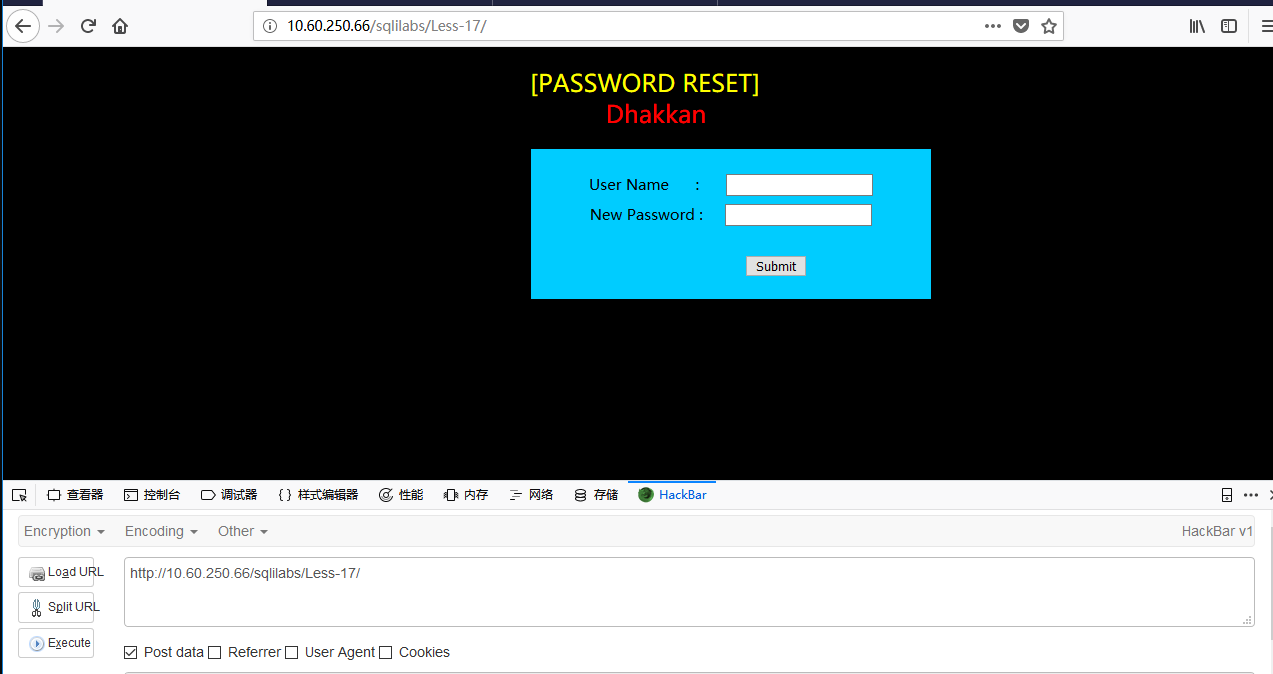 10.60.250.66/sqlilabs/Less-17/
[PASSWORD RESET]
Dhakkan
User Name :
New Password :
Submit
查看器 控制台 调试器 {} 样式编辑器 性能 内存 网络 存储 HackBar
Encryption Encoding Other HackBar v1
Load URL http://10.60.250.66/sqlilabs/Less-17/
Split URL
Execute
Post data Referrer User Agent Cookies